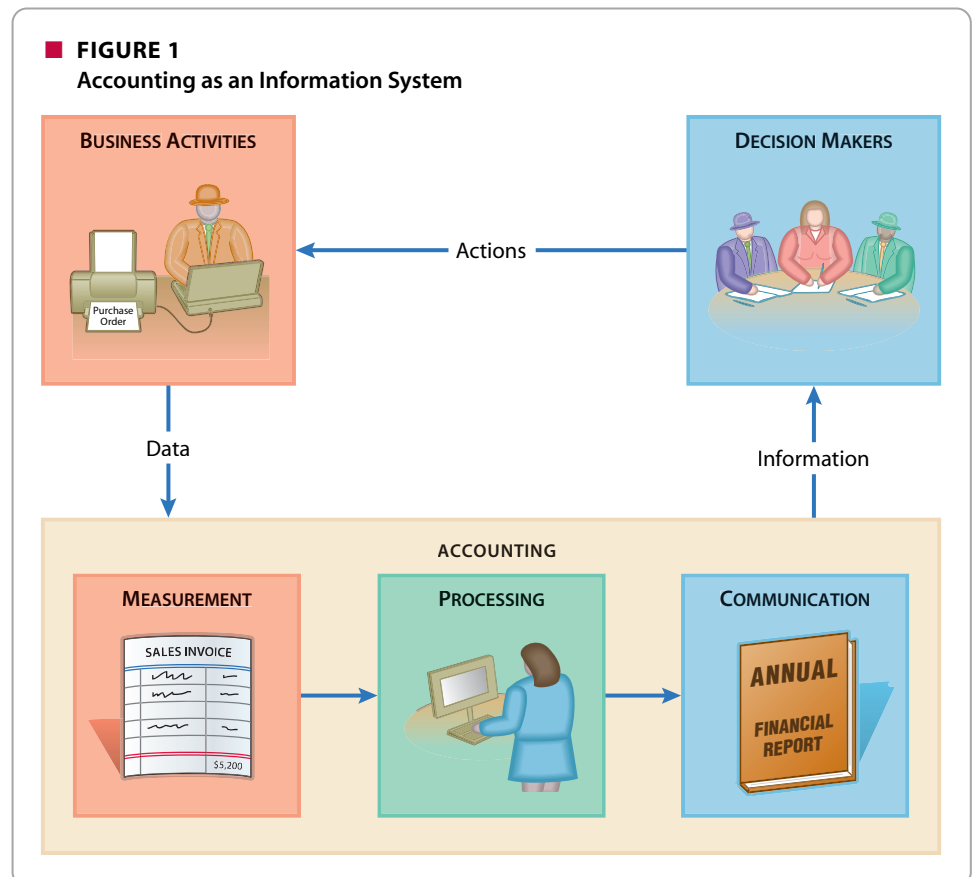 FIGURE 1
Accounting as an Information System
BUSINESS ACTIVITIES
DECISION MAKERS
Purchase
Order
Actions
Data
Information
ACCOUNTING
MEASUREMENT
PROCESSING
COMMUNICATION
SALES INVOICE
$5,200
ANNUAL
FINANCIAL
REPORT